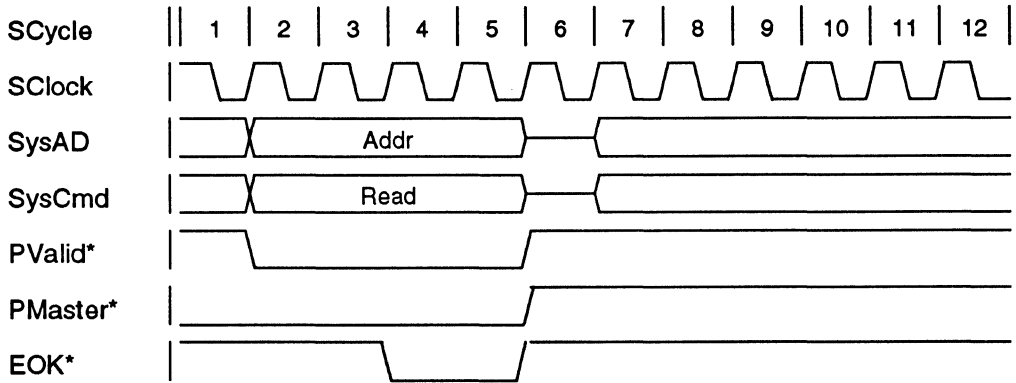 SCycle 1 2 3 4 5 6 7 8 9 10 11 12
SClock
SysAD Addr
SysCmd Read
PValid*
PMaster*
EOK*